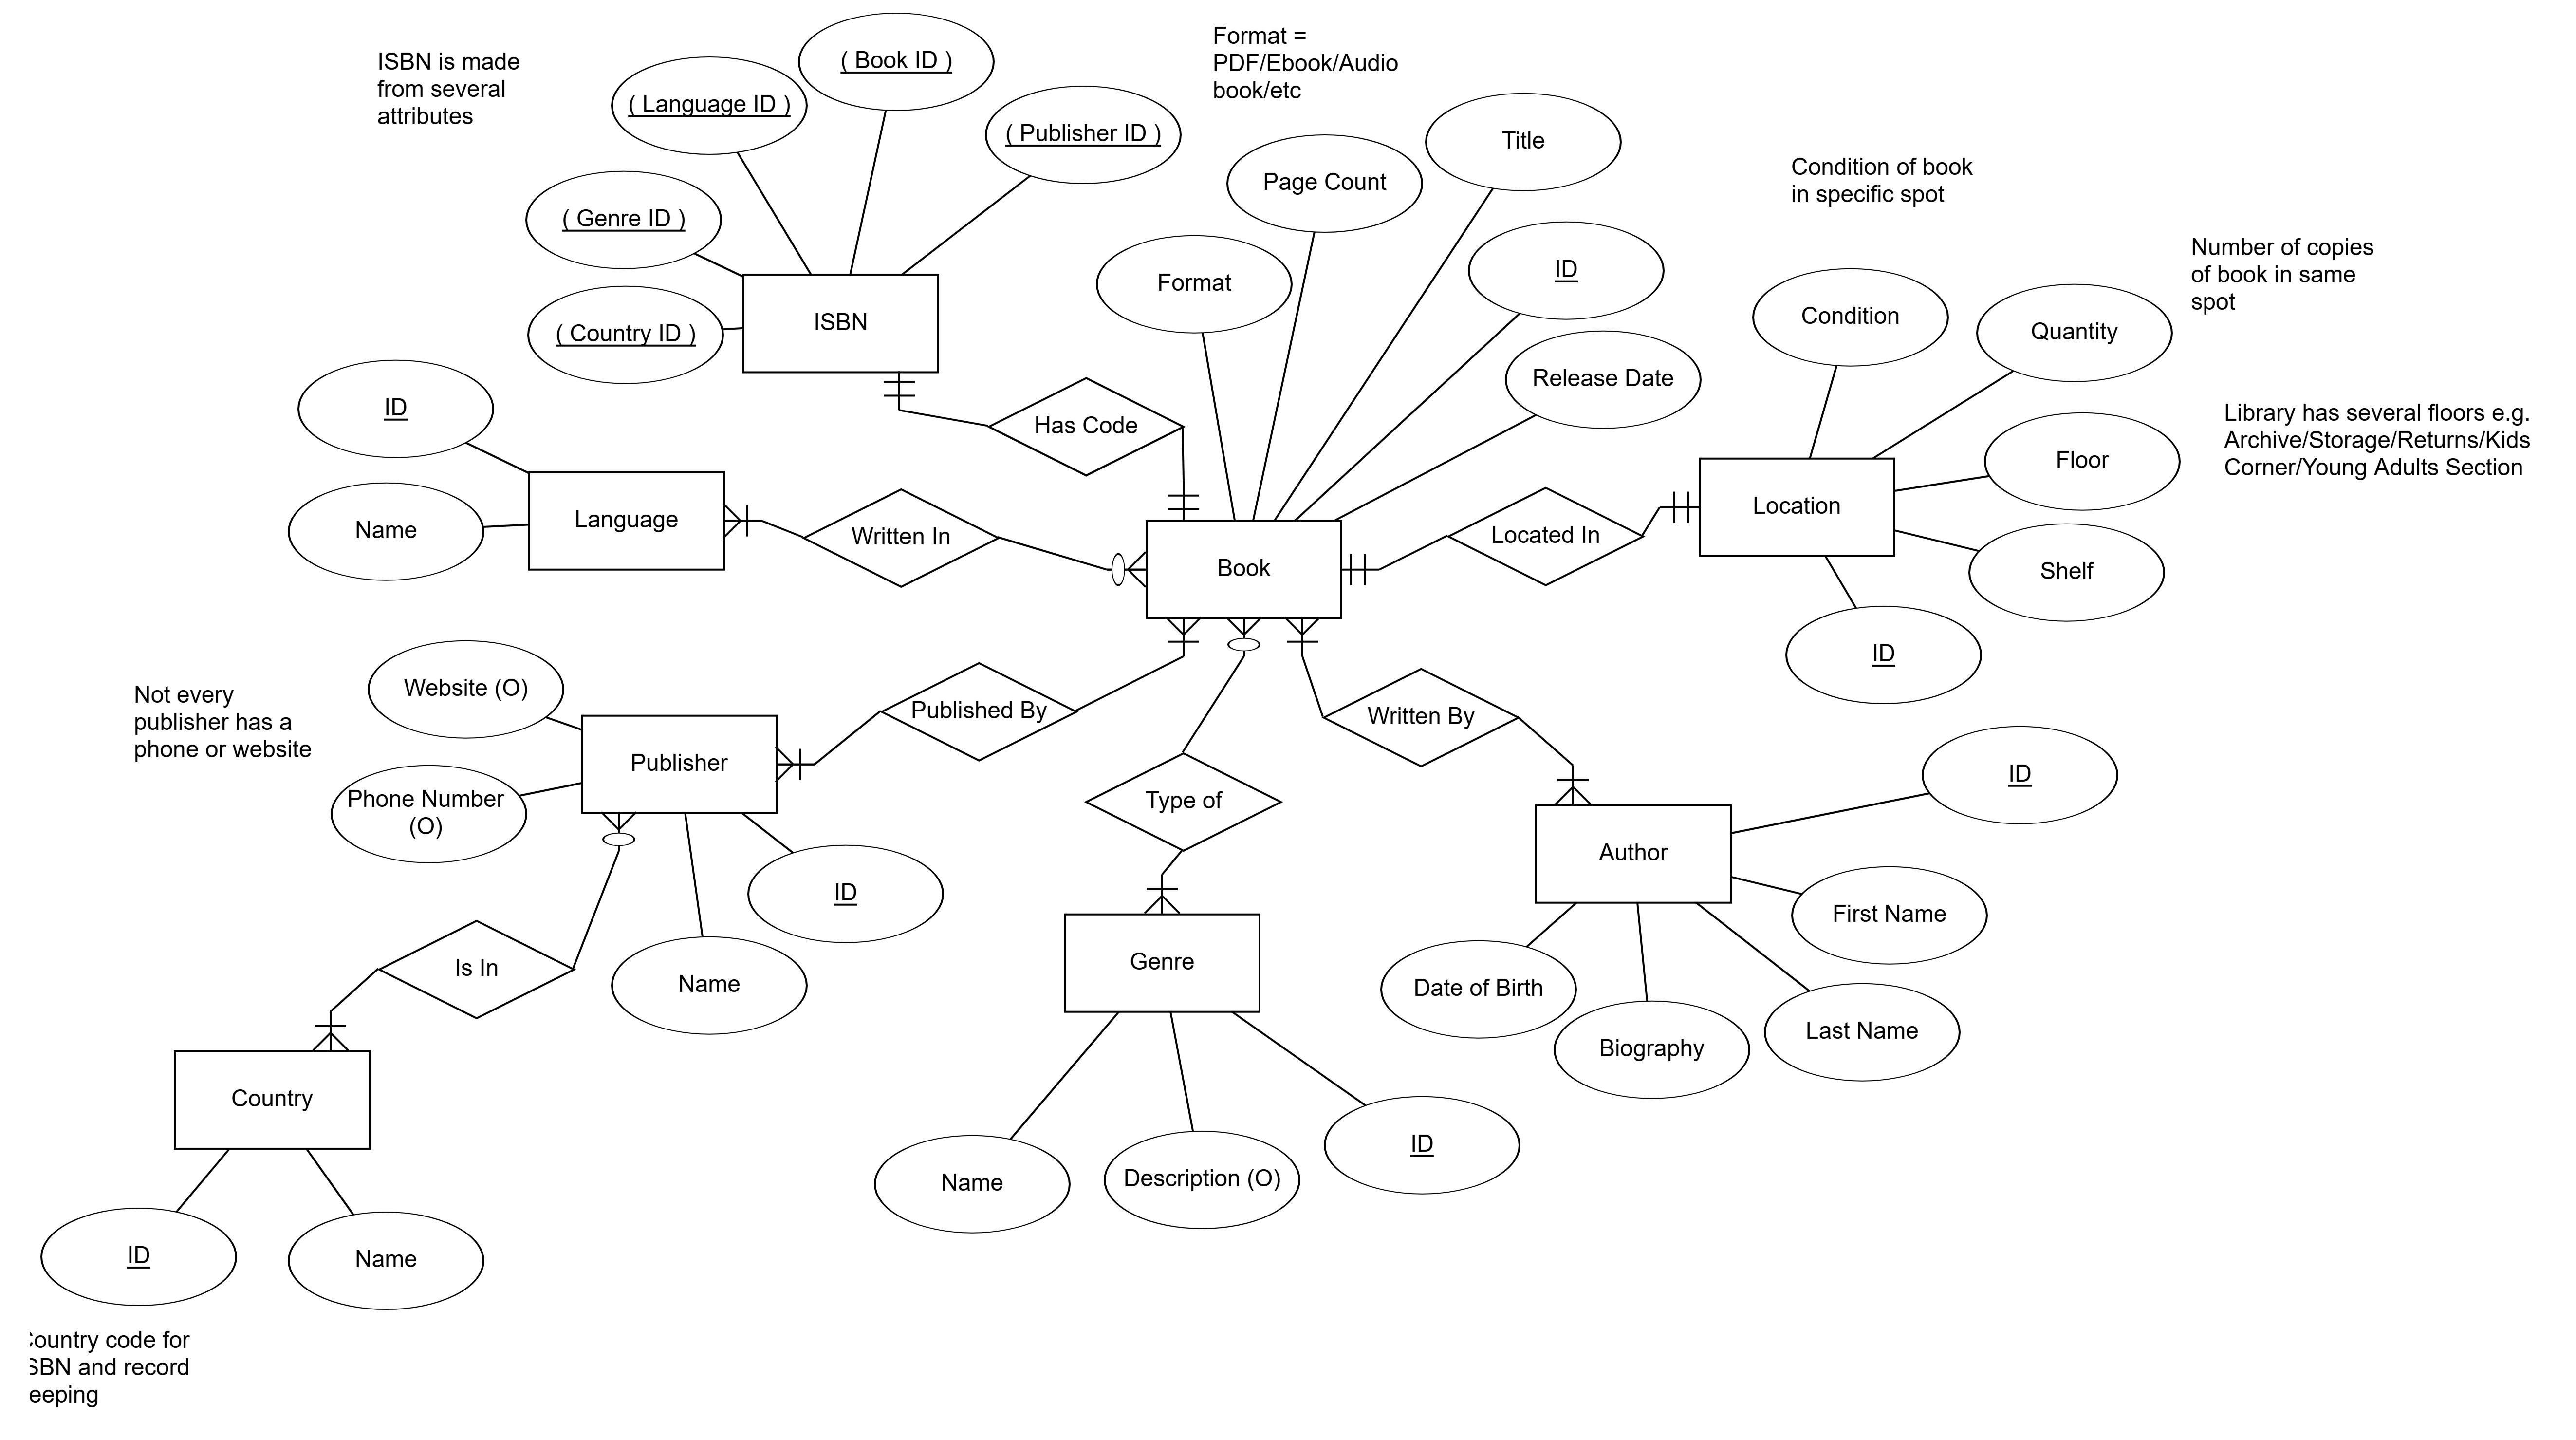 ISBN is made
from several
attributes
( Book ID )
( Language ID )
( Publisher ID )
( Genre ID )
( Country ID )
ISBN
Format =
PDF/Ebook/Audio
book/etc
Title
Page Count
ID
Format
Release Date
Condition of book
in specific spot
Number of copies
of book in same
spot
Condition
Quantity
Library has several floors e.g.
Archive/Storage/Returns/Kids
Corner/Young Adults Section
Floor
Location
Shelf
ID
Has Code
ID
Language
Name
Written In
Book
Located In
Not every
publisher has a
phone or website
Website (O)
Phone Number
(O)
Publisher
Published By
Written By
Type of
ID
Name
Is In
Author
ID
First Name
Last Name
Biography
Date of Birth
Genre
Name
Description (O)
ID
Country
ID
Name
ountry code for
SBN and record
eeping